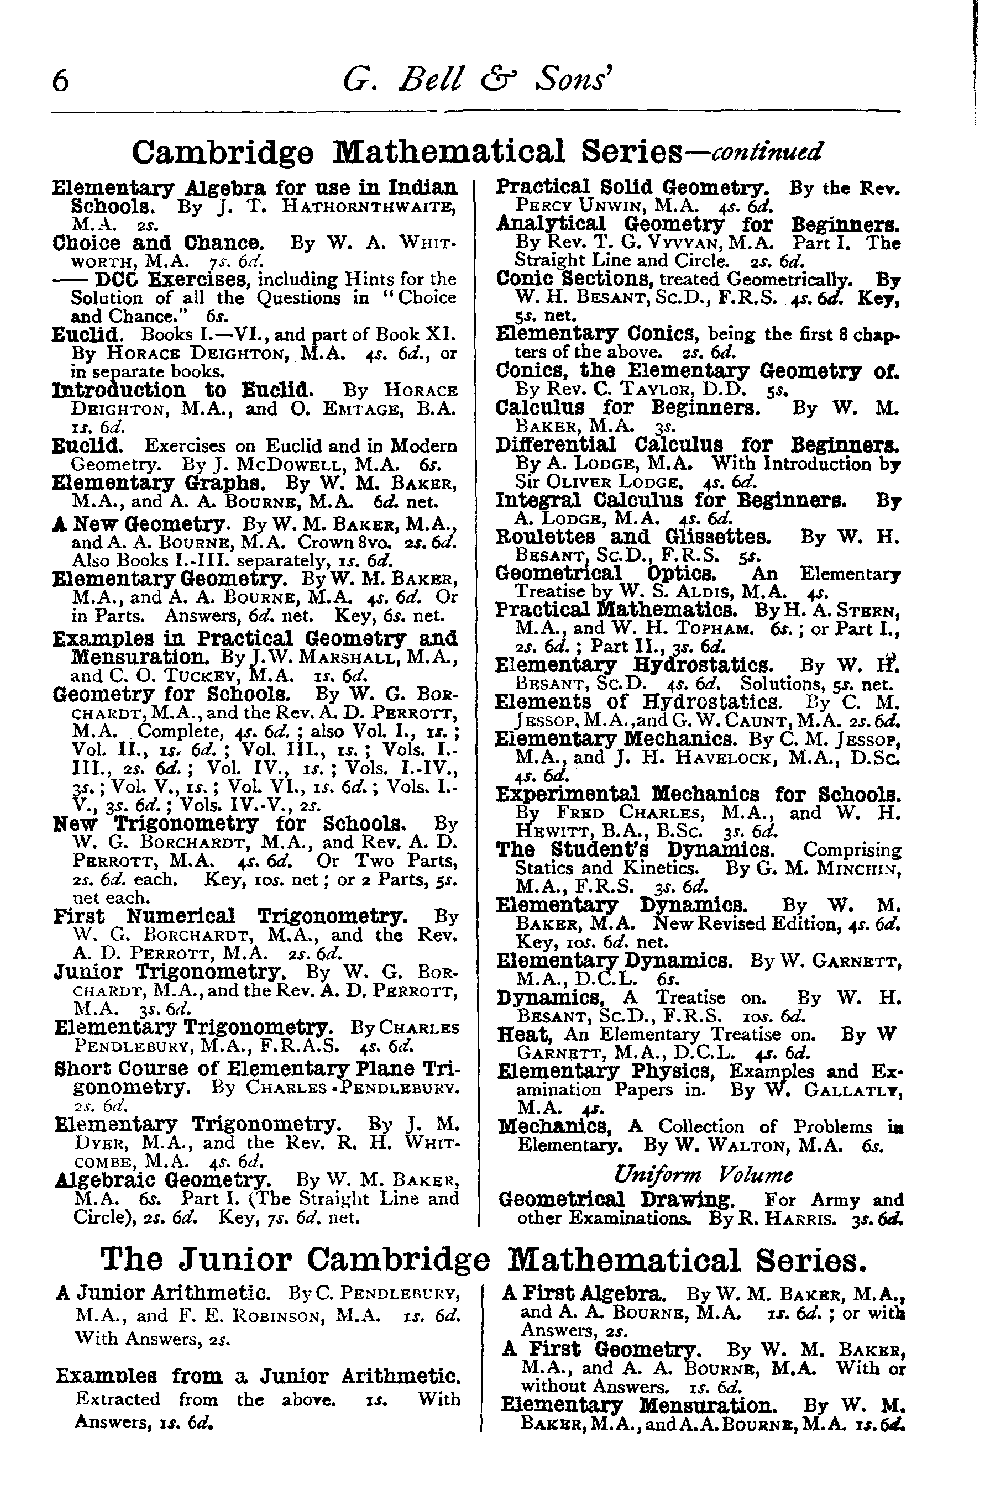 6
G. Bell & Sons'
Cambridge Mathematical Series—continued
Elementary Algebra for use in Indian
Schools. By J. T. HATHORNTHWAITE,
M.A. 2s.
Choice and Chance. By W. A. WHIT-
WORTH, M.A. 7s. 6d.
—— DCC Exercises, including Hints for the
Solution of all the Questions in "Choice
and Chance." 6s.
Euclid. Books I.—VI., and part of Book XI.
By HORACE DEIGHTON, M.A. 4s. 6d., or
in separate books.
Introduction to Euclid. By HORACE
DEIGHTON, M.A., and O. EMTAGE, B.A.
1s. 6d.
Euclid. Exercises on Euclid and in Modern
Geometry. By J. McDOWELL, M.A. 6s.
Elementary Graphs. By W. M. BAKER,
M.A., and A. A. BOURNE, M.A. 6d. net.
A New Geometry. By W. M. BAKER, M.A.,
and A. A. BOURNE, M.A. Crown 8vo. 2s. 6d.
Also Books I.-III. separately, 1s. 6d.
Elementary Geometry. By W. M. BAKER,
M.A., and A. A. BOURNE, M.A. 4s. 6d. Or
in Parts. Answers, 6d. net. Key, 6s. net.
Examples in Practical Geometry and
Mensuration. By J. W. MARSHALL, M.A.,
and C. O. TUCKEY, M.A. 1s. 6d.
Geometry for Schools. By W. G. BOR-
CHARDT, M.A., and the Rev. A. D. PERROTT,
M.A. Complete, 4s. 6d.; also Vol. I., 1s.;
Vol. II., 1s. 6d.; Vol. III., 1s.; Vols. I.-
III., 2s. 6d.; Vol. IV., 1s.; Vols. I.-IV.,
3s.; Vol. V., 1s.; Vol. VI., 1s. 6d.; Vols. I.-
V., 3s. 6d.; Vols. IV.-V., 2s.
New Trigonometry for Schools. By
W. G. BORCHARDT, M.A., and Rev. A. D.
PERROTT, M.A. 4s. 6d. Or Two Parts,
2s. 6d. each. Key, 10s. net; or 2 Parts, 5s.
net each.
First Numerical Trigonometry. By
W. G. BORCHARDT, M.A., and the Rev.
A. D. PERROTT, M.A. 2s. 6d.
Junior Trigonometry. By W. G. BOR-
CHARDT, M.A., and the Rev. A. D. PERROTT,
M.A. 3s. 6d.
Elementary Trigonometry. By CHARLES
PENDLEBURY, M.A., F.R.A.S. 4s. 6d.
Short Course of Elementary Plane Tri-
gonometry. By CHARLES PENDLEBURY.
2s. 6d.
Elementary Trigonometry. By J. M.
DYER, M.A., and the Rev. R. H. WHIT-
COMBE, M.A. 4s. 6d.
Algebraic Geometry. By W. M. BAKER,
M.A. 6s. Part I. (The Straight Line and
Circle), 2s. 6d. Key, 7s. 6d. net.
Practical Solid Geometry. By the Rev.
PERCY UNWIN, M.A. 4s. 6d.
Analytical Geometry for Beginners.
By Rev. T. G. VYVYAN, M.A. Part I. The
Straight Line and Circle. 2s. 6d.
Conic Sections, treated Geometrically. By
W. H. BESANT, Sc.D., F.R.S. 4s. 6d. Key,
5s. net.
Elementary Conics, being the first 8 chap-
ters of the above. 2s. 6d.
Conics, the Elementary Geometry of.
By Rev. C. TAYLOR, D.D. 5s.
Calculus for Beginners. By W. M.
BAKER, M.A. 3s.
Differential Calculus for Beginners.
By A. LODGE, M.A. With Introduction by
Sir OLIVER LODGE. 4s. 6d.
Integral Calculus for Beginners. By
A. LODGE, M.A. 4s. 6d.
Roulettes and Glissettes. By W. H.
BESANT, Sc.D., F.R.S. 5s.
Geometrical Optics. An Elementary
Treatise by W. S. ALDIS, M.A. 4s.
Practical Mathematics. By H. A. STERN,
M.A., and W. H. TOPHAM. 6s.; or Part I.,
2s. 6d.; Part II., 3s. 6d.
Elementary Hydrostatics. By W. H.
BESANT, Sc.D. 4s. 6d. Solutions, 5s. net.
Elements of Hydrostatics. By C. M.
JESSOP, M.A., and G. W. CAUNT, M.A. 2s. 6d.
Elementary Mechanics. By C. M. JESSOP,
M.A., and J. H. HAVELOCK, M.A., D.Sc.
4s. 6d.
Experimental Mechanics for Schools.
By FRED CHARLES, M.A., and W. H.
HEWITT, B.A., B.Sc. 3s. 6d.
The Student's Dynamics. Comprising
Statics and Kinetics. By G. M. MINCHIN,
M.A., F.R.S. 3s. 6d.
Elementary Dynamics. By W. M.
BAKER, M.A. New Revised Edition, 4s. 6d.
Key, 10s. 6d. net.
Elementary Dynamics. By W. GARNETT,
M.A., D.C.L. 6s.
Dynamics, A Treatise on. By W. H.
BESANT, Sc.D., F.R.S. 10s. 6d.
Heat, An Elementary Treatise on. By W
GARNETT, M.A., D.C.L. 4s. 6d.
Elementary Physics, Examples and Ex-
amination Papers in. By W. GALLATLY,
M.A. 4s.
Mechanics, A Collection of Problems in
Elementary. By W. WALTON, M.A. 6s.
Uniform Volume
Geometrical Drawing. For Army and
other Examinations. By R. HARRIS. 3s. 6d.
The Junior Cambridge Mathematical Series.
A Junior Arithmetic. By C. PENDLEBURY,
M.A., and F. E. ROBINSON, M.A. 1s. 6d.
With Answers, 2s.
Examples from a Junior Arithmetic.
Extracted from the above. 1s. With
Answers, 1s. 6d.
A First Algebra. By W. M. BAKER, M.A.,
and A. A. BOURNE, M.A. 1s. 6d.; or with
Answers, 2s.
A First Geometry. By W. M. BAKER,
M.A., and A. A. BOURNE, M.A. With or
without Answers. 1s. 6d.
Elementary Mensuration. By W. M.
BAKER, M.A., and A. A. BOURNE, M.A. 1s. 6d.